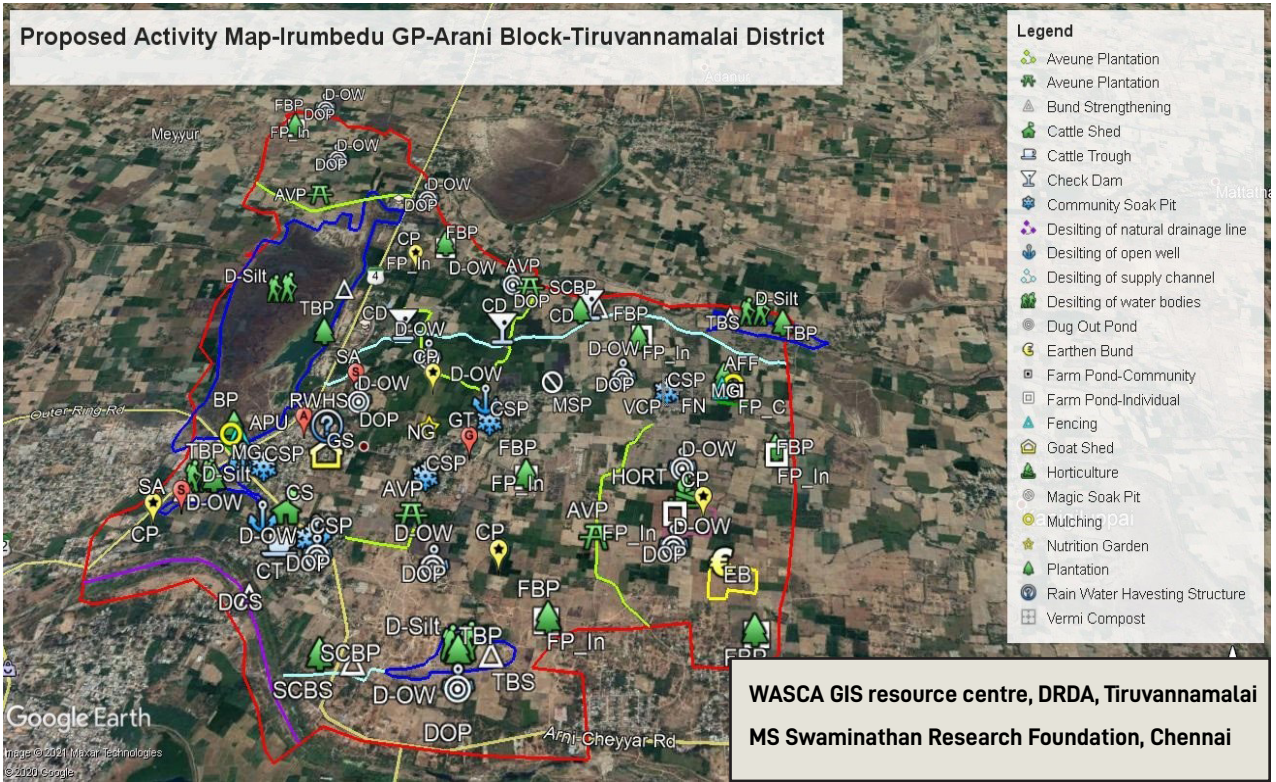 Proposed Activity Map-Irumbedu GP-Arani Block-Tiruvannamalai District
Legend
Aveune Plantation
Aveune Plantation
Bund Strengthening
Cattle Shed
Cattle Trough
Check Dam
Community Soak Pit
Desilting of natural drainage line
Desilting of open well
Desilting of supply channel
Desilting of water bodies
Dug Out Pond
Earthen Bund
Farm Pond-Community
Farm Pond-Individual
Fencing
Goat Shed
Horticulture
Magic Soak Pit
Mulching
Nutrition Garden
Plantation
Rain Water Havesting Structure
Vermi Compost
Adanur
D-OW
FBP
DOP
FP_In
Meyyur
D-OW
DOP
AVP
D-OW
DOP
CP
FBP
FP_In
D-OW
AVP
D-Silt
4
SCBP
DOP
D-Silt
TBP
CD
CD
CD
FBP
TBS
TBP
D-OW
SA
CP
D-OW
FP_In
AFF
S
D-OW
D-OW
DOP
CSP
MG
MSP
VCP
FN
FP_C
Outer Ring Rd
BP
APU
RWHS
A
DOP
NG
GT
CSP
G
GS
TBP
MG
CSP
FBP
D-OW
FBP
D-Silt
CSP
FP_In
HORT
CP
FP_In
SA
S
D-OW
CS
AVP
CP
AVP
FP_In
D-OW
D-OW
CSP
D-OW
CP
DOP
2
CT
DOP
DOP
EB
DCS
FBP
D-Silt
TBP
FP_In
SCBP
TBS
SCBS
D-OW
DOP
Arni-Cheyyar Rd
Google Earth
Image © 2021 Maxar Technologies
© 2020 Google
WASCA GIS resource centre, DRDA, Tiruvannamalai
MS Swaminathan Research Foundation, Chennai